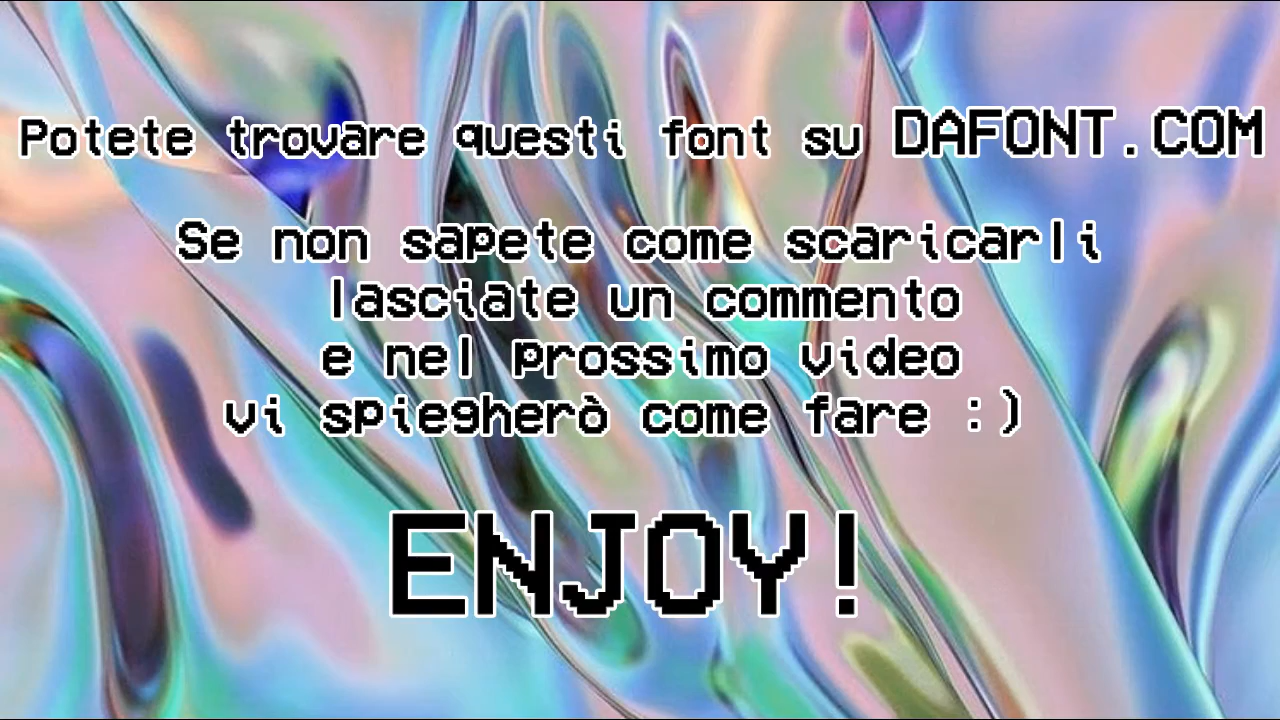 Potete trovare questi font su DAFONT.COM
Se non sapete come scaricarli
lasciate un commento
e nel prossimo video
vi spiegherò come fare :)
ENJOY!